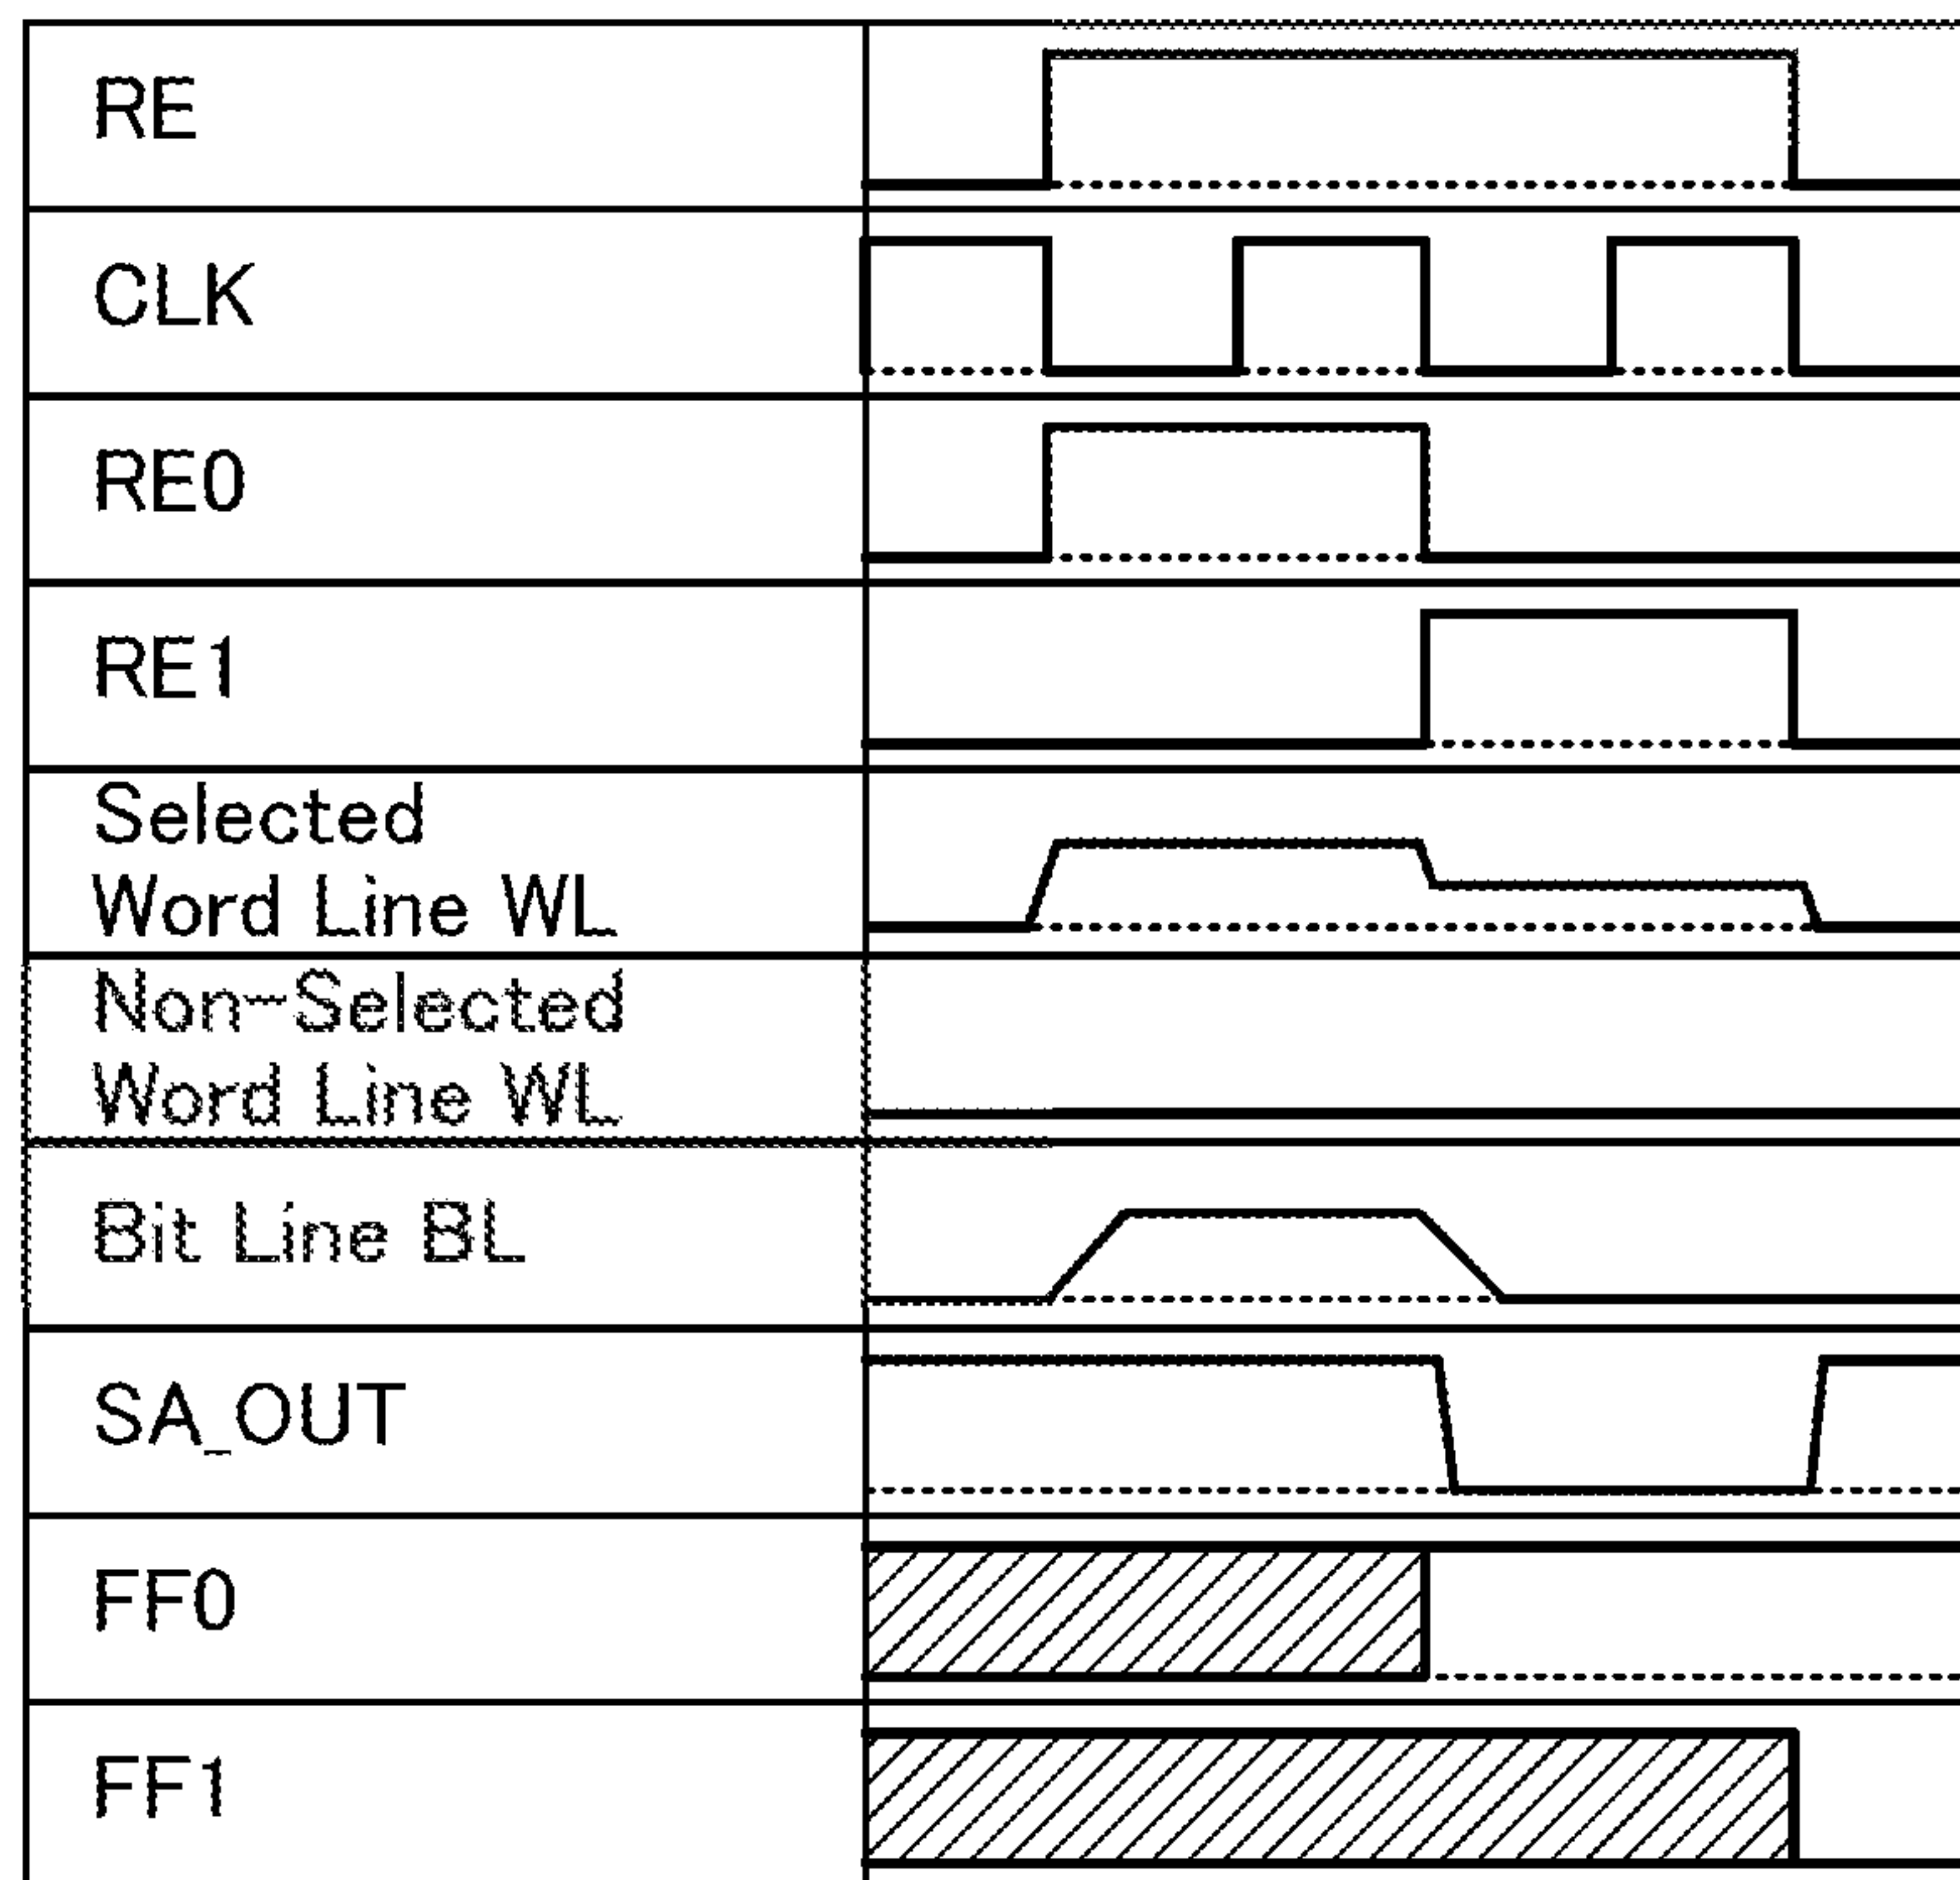 RE
CLK
RE0
RE1
Selected
Word Line WL
Non-Selected
Word Line WL
Bit Line BL
SA_OUT
FF0
FF1